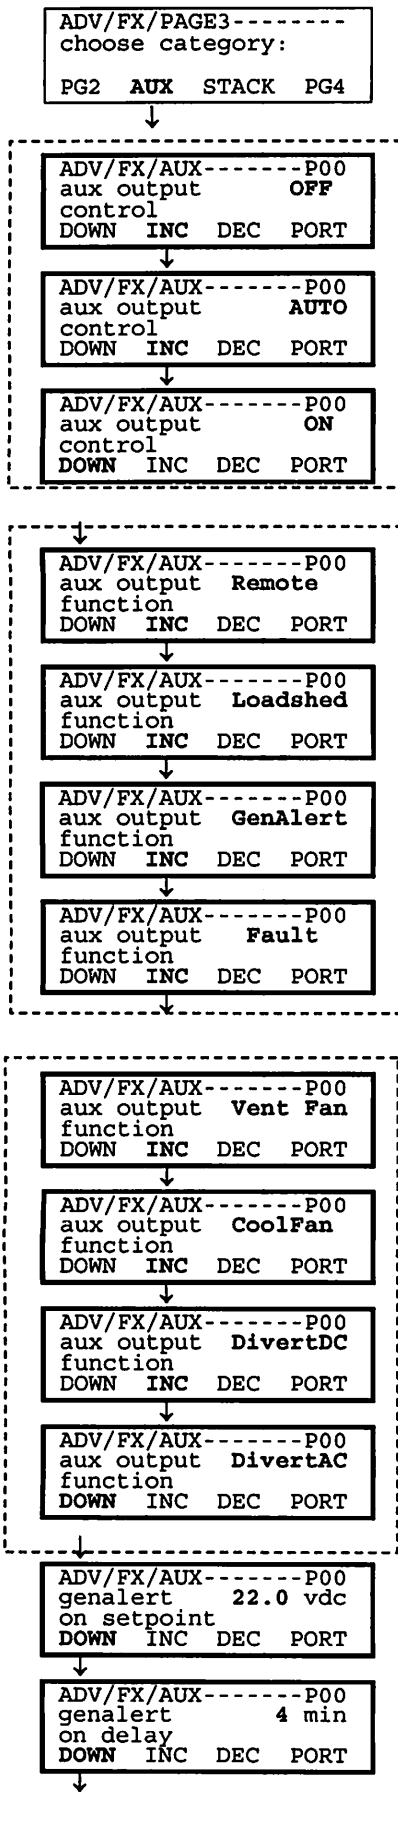 ADV/FX/PAGE3--------
choose category:
PG2 AUX STACK PG4
ADV/FX/AUX-------P00
aux output OFF
control
DOWN INC DEC PORT
ADV/FX/AUX-------P00
aux output AUTO
control
DOWN INC DEC PORT
ADV/FX/AUX-------P00
aux output ON
control
DOWN INC DEC PORT
ADV/FX/AUX-------P00
aux output Remote
function
DOWN INC DEC PORT
ADV/FX/AUX-------P00
aux output Loadshed
function
DOWN INC DEC PORT
ADV/FX/AUX-------P00
aux output GenAlert
function
DOWN INC DEC PORT
ADV/FX/AUX-------P00
aux output Fault
function
DOWN INC DEC PORT
ADV/FX/AUX-------P00
aux output Vent Fan
function
DOWN INC DEC PORT
ADV/FX/AUX-------P00
aux output CoolFan
function
DOWN INC DEC PORT
ADV/FX/AUX-------P00
aux output DivertDC
function
DOWN INC DEC PORT
ADV/FX/AUX-------P00
aux output DivertAC
function
DOWN INC DEC PORT
ADV/FX/AUX-------P00
genalert 22.0 vdc
on setpoint
DOWN INC DEC PORT
ADV/FX/AUX-------P00
genalert 4 min
on delay
DOWN INC DEC PORT